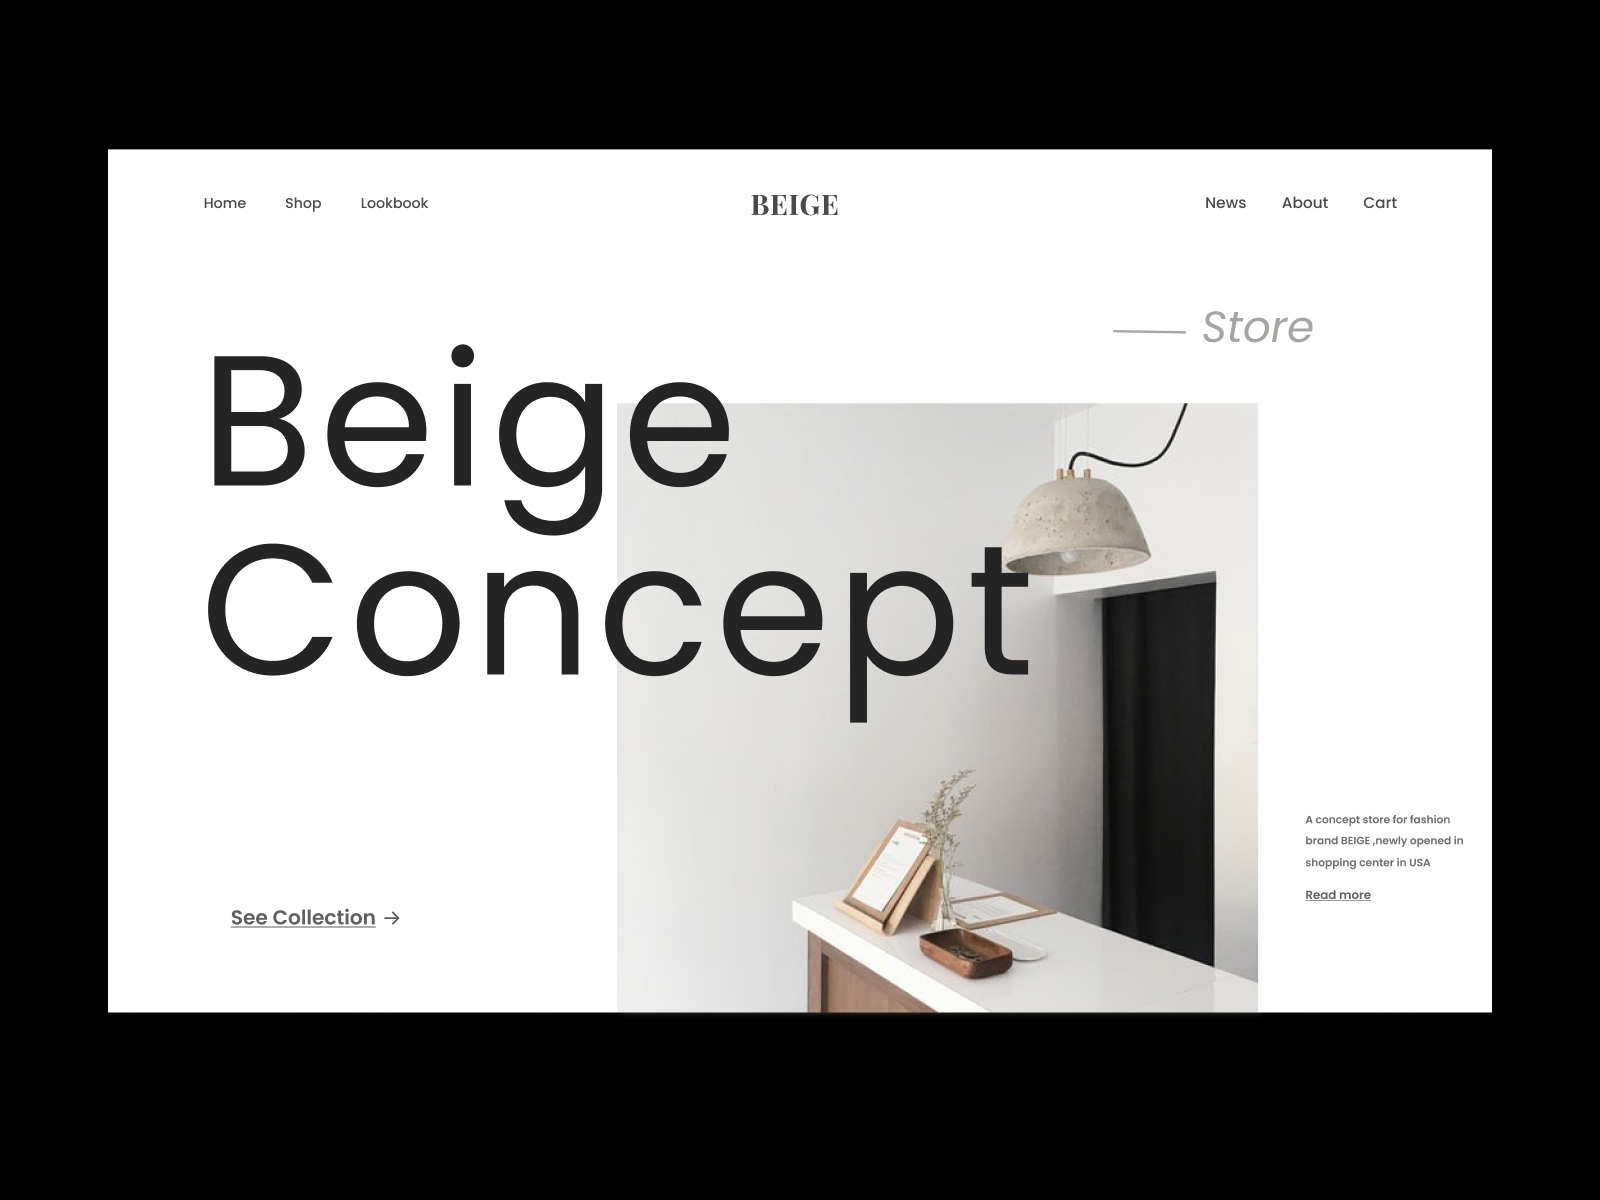 Home Shop Lookbook BEIGE News About Cart
Store
Beige
Concept
A concept store for fashion
brand BEIGE ,newly opened in
shopping center in USA
Read more
See Collection →